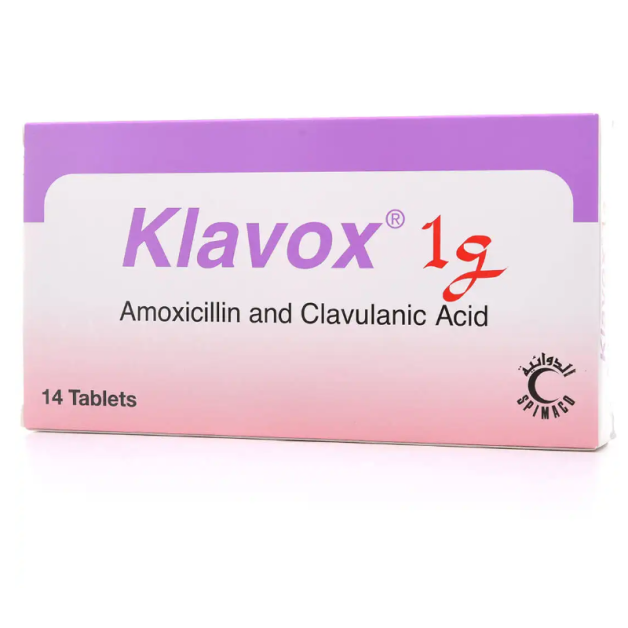 Klavox® 1g
Amoxicillin and Clavulanic Acid
14 Tablets
الدوائية
SPIMACO